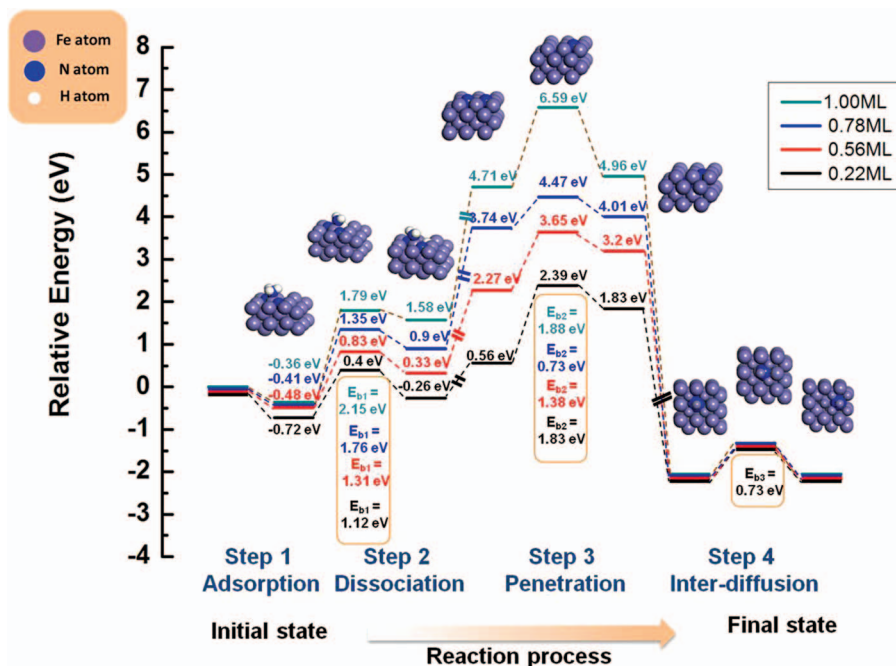 Fe atom
N atom
H atom
Relative Energy (eV)
8
7
6
5
4
3
2
1
0
-1
-2
-3
-4
1.00ML
0.78ML
0.56ML
0.22ML
-0.36 eV
-0.41 eV
-0.48 eV
-0.72 eV
1.79 eV
1.35 eV
0.83 eV
0.4 eV
Eb1 =
2.15 eV
Eb1 =
1.76 eV
Eb1 =
1.31 eV
Eb1 =
1.12 eV
1.58 eV
0.9 eV
0.33 eV
-0.26 eV
4.71 eV
3.74 eV
2.27 eV
0.56 eV
6.59 eV
4.47 eV
3.65 eV
2.39 eV
Eb2 =
1.88 eV
Eb2 =
0.73 eV
Eb2 =
1.38 eV
Eb2 =
1.83 eV
4.96 eV
4.01 eV
3.2 eV
1.83 eV
Eb3 =
0.73 eV
Step 1
Adsorption
Step 2
Dissociation
Step 3
Penetration
Step 4
Inter-diffusion
Initial state
Final state
Reaction process